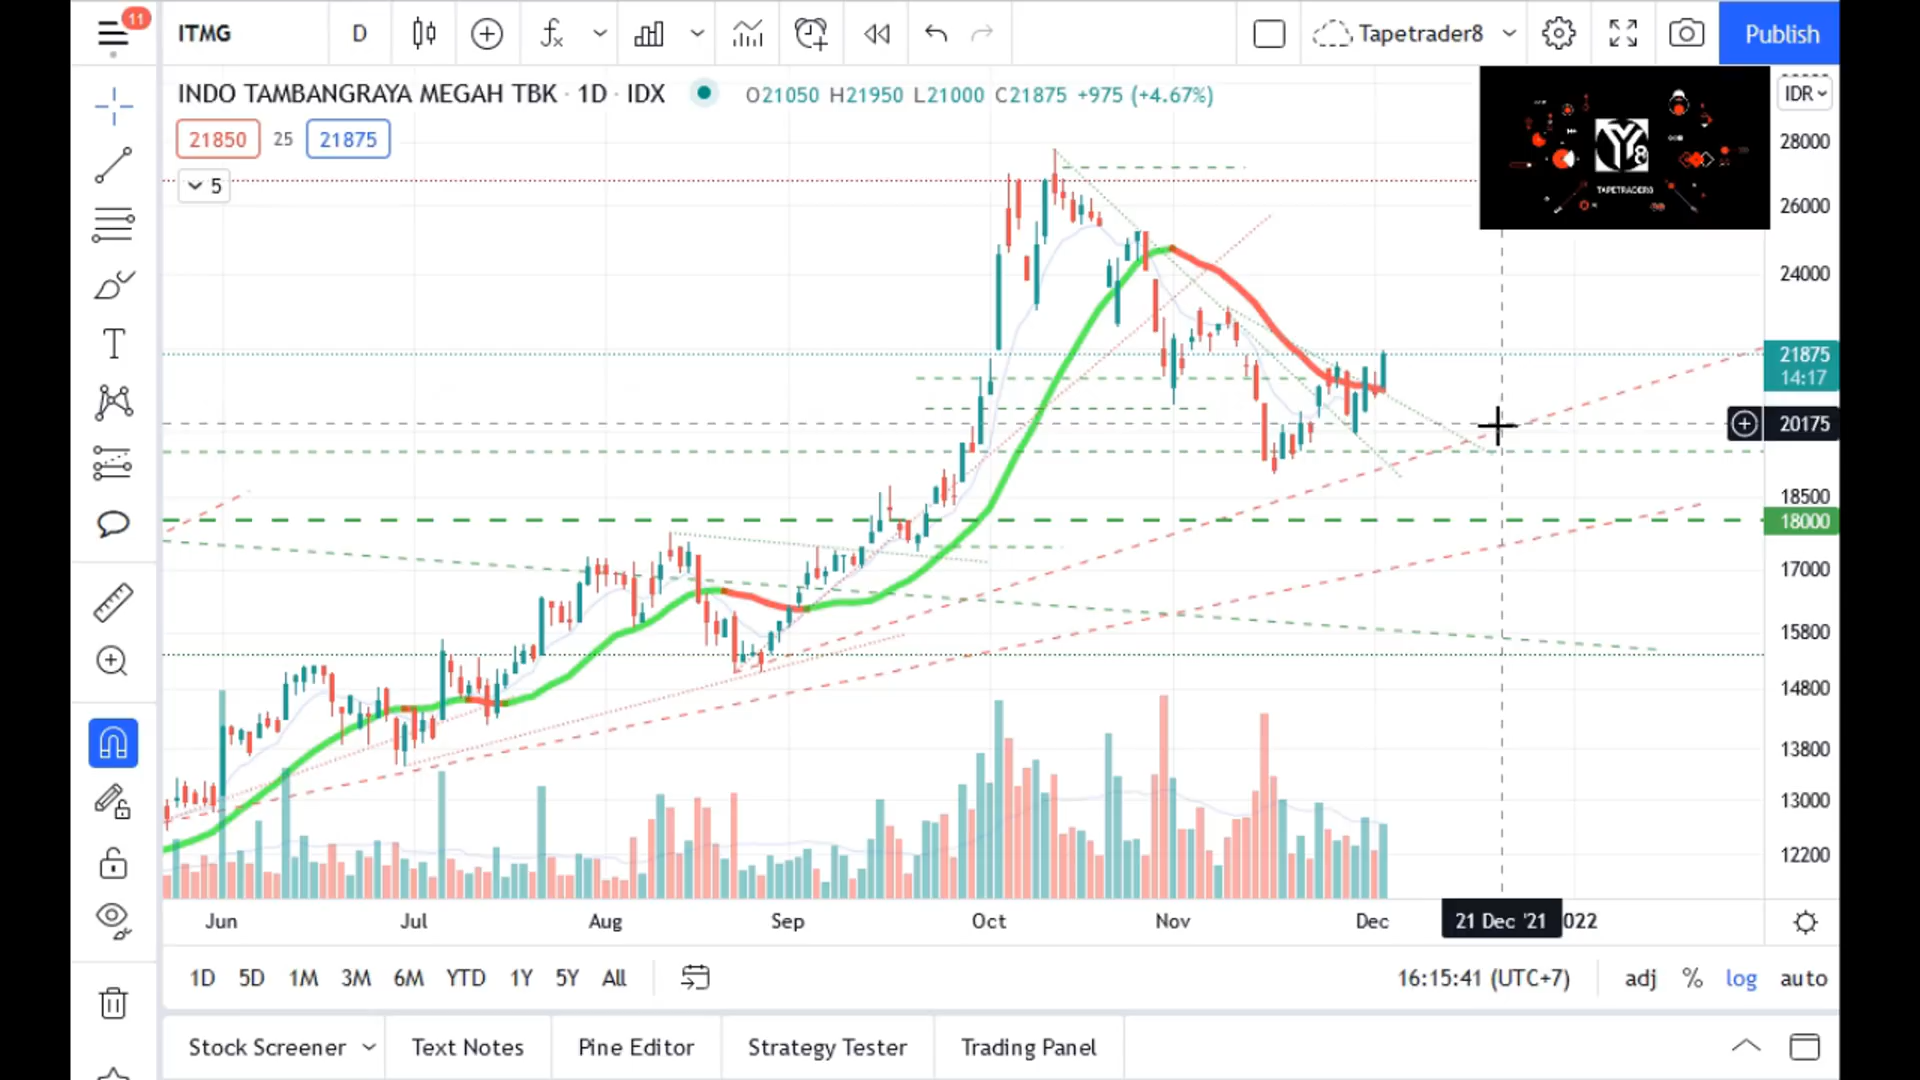 11
ITMG
D
fx
Tapetrader8
Publish
INDO TAMBANGRAYA MEGAH TBK · 1D · IDX
O21050 H21950 L21000 C21875 +975 (+4.67%)
21850 25 21875
5
IDR
28000
26000
24000
21875
14:17
20175
18500
18000
17000
15800
14800
13800
13000
12200
Y8
TAPETRADER8
T
Jun Jul Aug Sep Oct Nov Dec 21 Dec '21 022
1D 5D 1M 3M 6M YTD 1Y 5Y All
16:15:41 (UTC+7) adj % log auto
Stock Screener Text Notes Pine Editor Strategy Tester Trading Panel